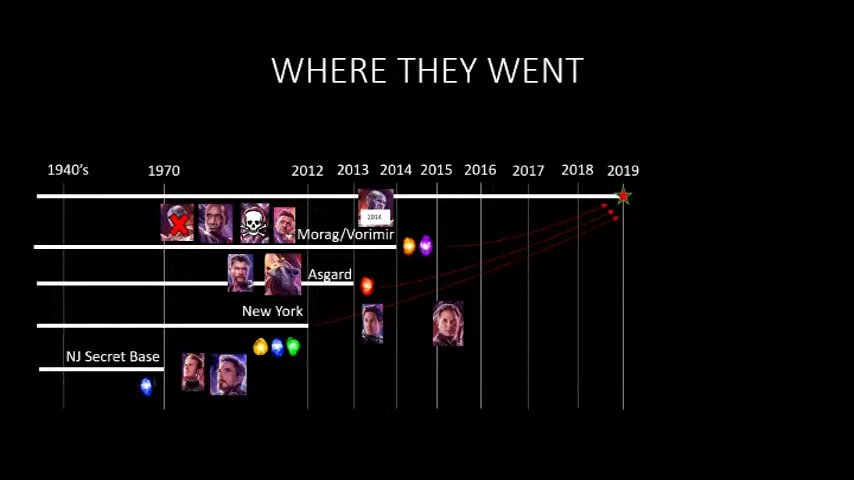 WHERE THEY WENT
1940's 1970 2012 2013 2014 2015 2016 2017 2018 2019
2014
Morag/Vorimir
Asgard
New York
NJ Secret Base